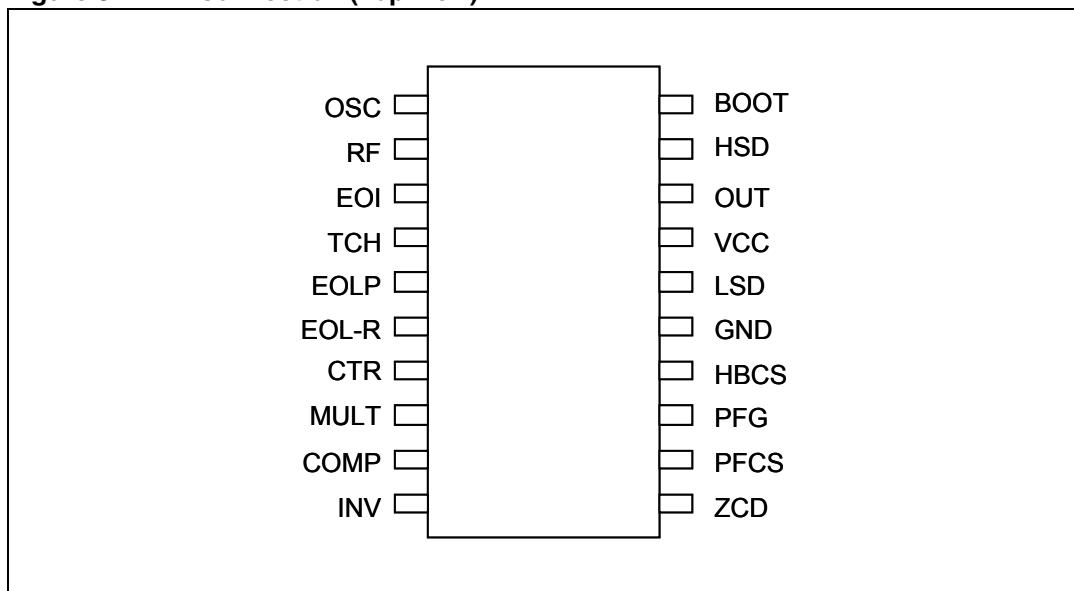 OSC
RF
EOI
TCH
EOLP
EOL-R
CTR
MULT
COMP
INV
BOOT
HSD
OUT
VCC
LSD
GND
HBCS
PFG
PFCS
ZCD